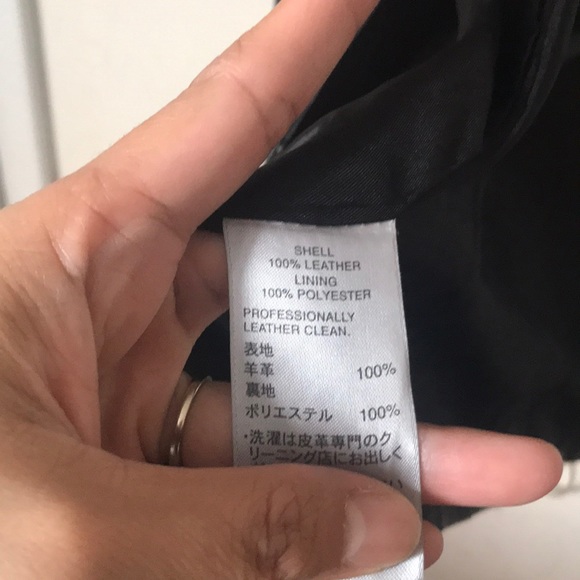 SHELL
100% LEATHER
LINING
100% POLYESTER
PROFESSIONALLY
LEATHER CLEAN.
表地
羊革 100%
裏地
ポリエステル 100%
・洗濯は皮革専門のク
リーニング店にお出しく